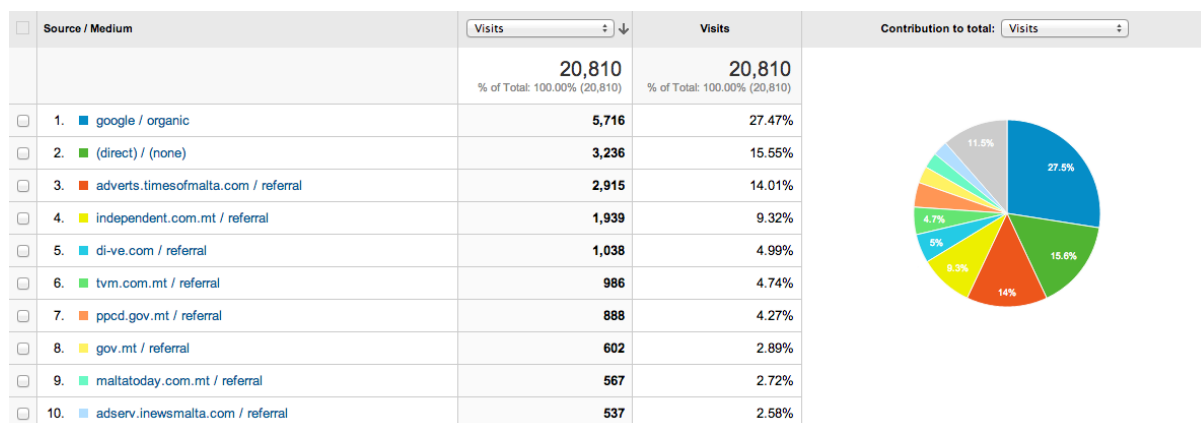 Source / Medium Visits Visits Contribution to total: Visits
20,810 20,810
% of Total: 100.00% (20,810) % of Total: 100.00% (20,810)
1. google / organic 5,716 27.47%
2. (direct) / (none) 3,236 15.55%
3. adverts.timesofmalta.com / referral 2,915 14.01%
4. independent.com.mt / referral 1,939 9.32%
5. di-ve.com / referral 1,038 4.99%
6. tvm.com.mt / referral 986 4.74%
7. ppcd.gov.mt / referral 888 4.27%
8. gov.mt / referral 602 2.89%
9. maltatoday.com.mt / referral 567 2.72%
10. adserv.inewsmalta.com / referral 537 2.58%
11.5%
27.5%
4.7%
5%
15.6%
9.3%
14%